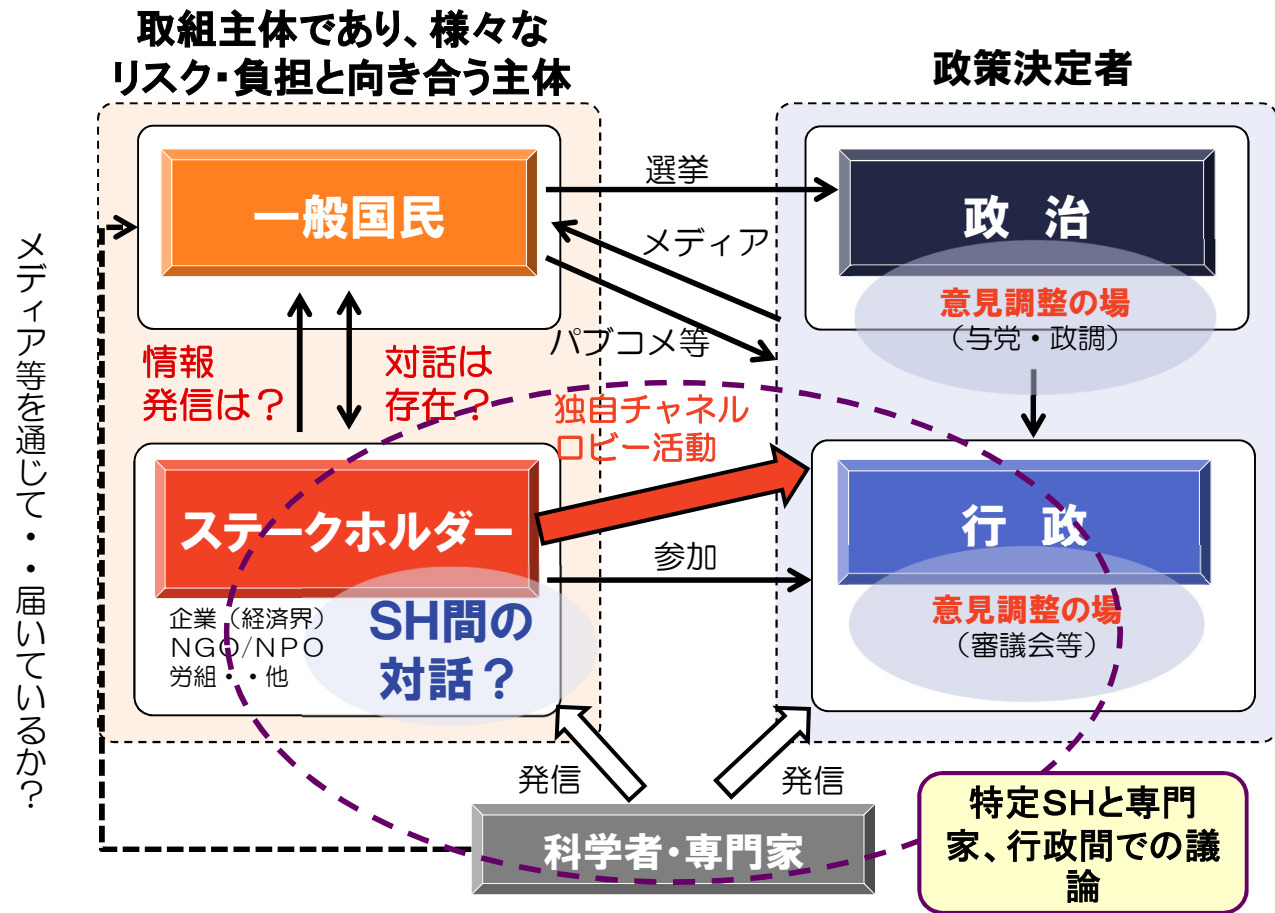 取組主体であり、様々な
リスク・負担と向き合う主体
政策決定者
一般国民
選挙
メディア
パブコメ等
政 治
意見調整の場
（与党・政調）
メディア等を通じて・・届いているか？
情報
発信は？
対話は
存在？
独自チャネル
ロビー活動
ステークホルダー
企業（経済界）
ＮＧＯ/ＮＰＯ
労組・・他
SH間の
対話？
参加
行 政
意見調整の場
（審議会等）
発信
発信
科学者・専門家
特定ＳＨと専門
家、行政間での議
論